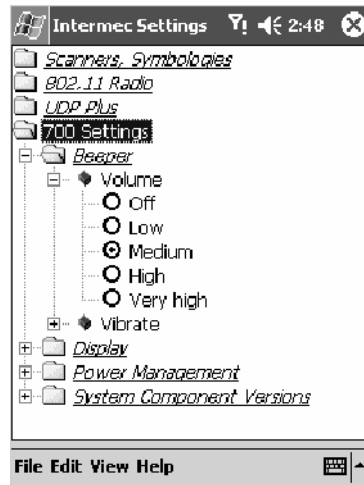 Intermec Settings 2:48
Scanners, Symbologies
802.11 Radio
UDP Plus
700 Settings
Beeper
Volume
Off
Low
Medium
High
Very high
Vibrate
Display
Power Management
System Component Versions
File Edit View Help